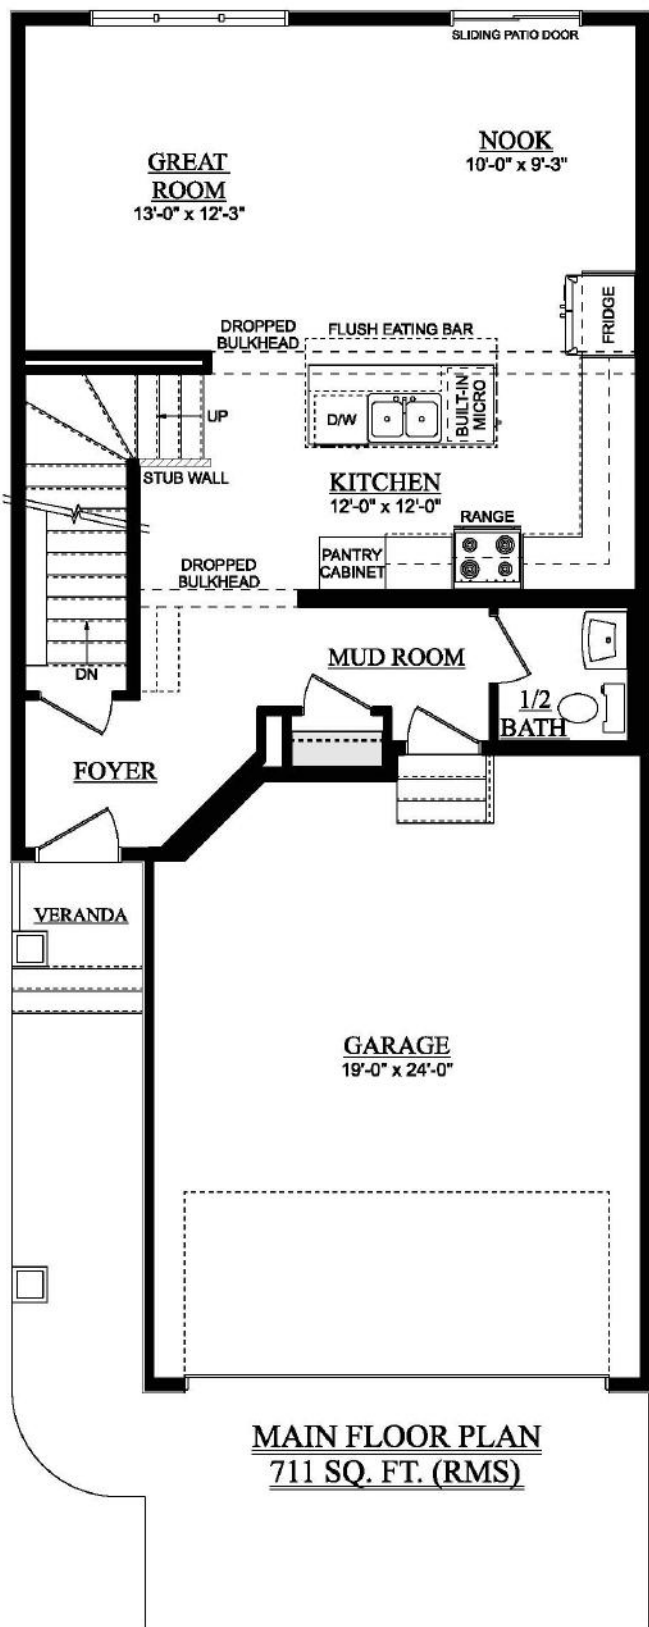 SLIDING PATIO DOOR
NOOK
10'-0" x 9'-3"
GREAT
ROOM
13'-0" x 12'-3"
FRIDGE
DROPPED
BULKHEAD
FLUSH EATING BAR
UP
D/W
BUILT-IN
MICRO
STUB WALL
KITCHEN
12'-0" x 12'-0"
RANGE
PANTRY
CABINET
DROPPED
BULKHEAD
DN
MUD ROOM
1/2
BATH
FOYER
VERANDA
GARAGE
19'-0" x 24'-0"
MAIN FLOOR PLAN
711 SQ. FT. (RMS)